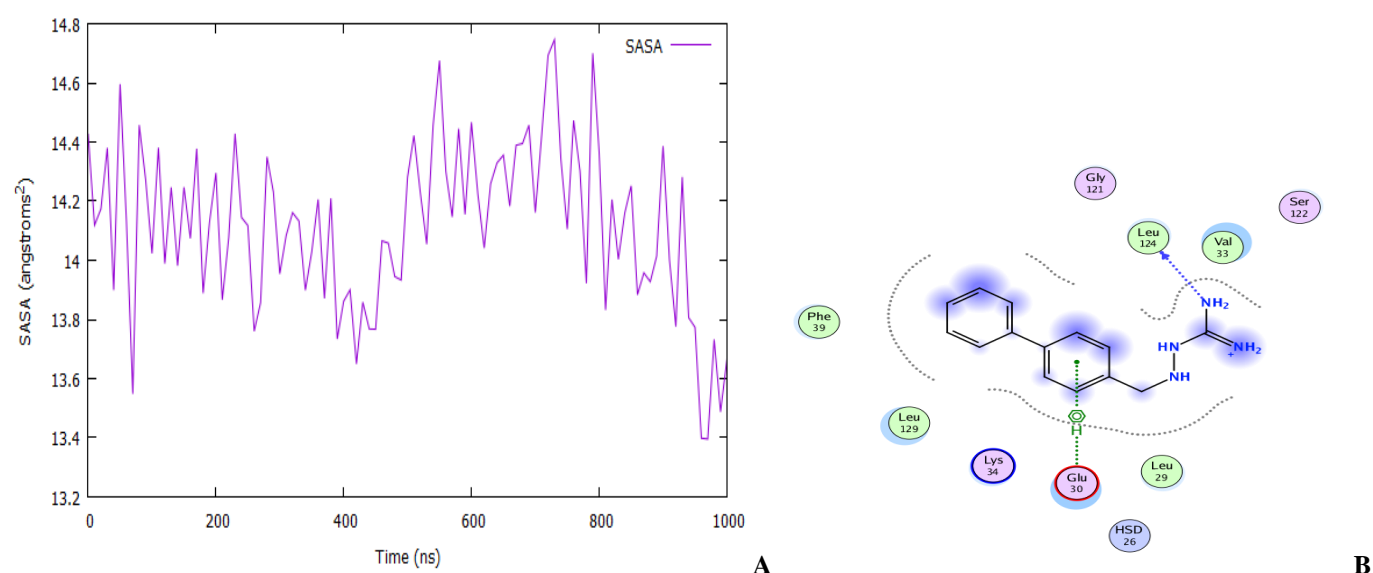 14.8
14.6
14.4
14.2
14
13.8
13.6
13.4
13.2
SASA (angstroms²)
SASA
0
200
400
600
800
1000
Time (ns)
A
Gly
121
Ser
122
Leu
124
Val
33
Phe
39
NH₂
HN
NH₂
+
NH
H
Leu
129
Lys
34
Glu
30
Leu
29
HSD
26
B